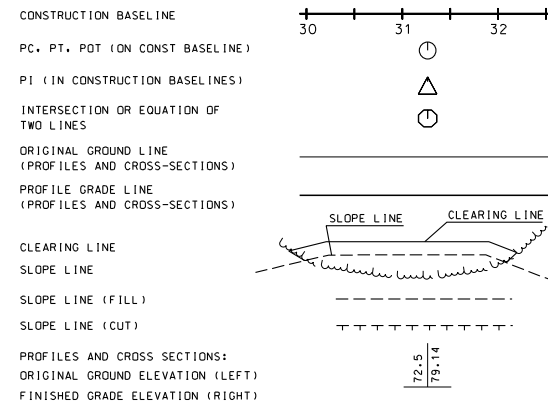 CONSTRUCTION BASELINE
30 31 32
PC. PT. POT (ON CONST BASELINE)
PI (IN CONSTRUCTION BASELINES)
INTERSECTION OR EQUATION OF
TWO LINES
ORIGINAL GROUND LINE
(PROFILES AND CROSS-SECTIONS)
PROFILE GRADE LINE
(PROFILES AND CROSS-SECTIONS)
SLOPE LINE
CLEARING LINE
CLEARING LINE
SLOPE LINE
SLOPE LINE (FILL)
SLOPE LINE (CUT)
PROFILES AND CROSS SECTIONS:
ORIGINAL GROUND ELEVATION (LEFT)
FINISHED GRADE ELEVATION (RIGHT)
72.5
79.14